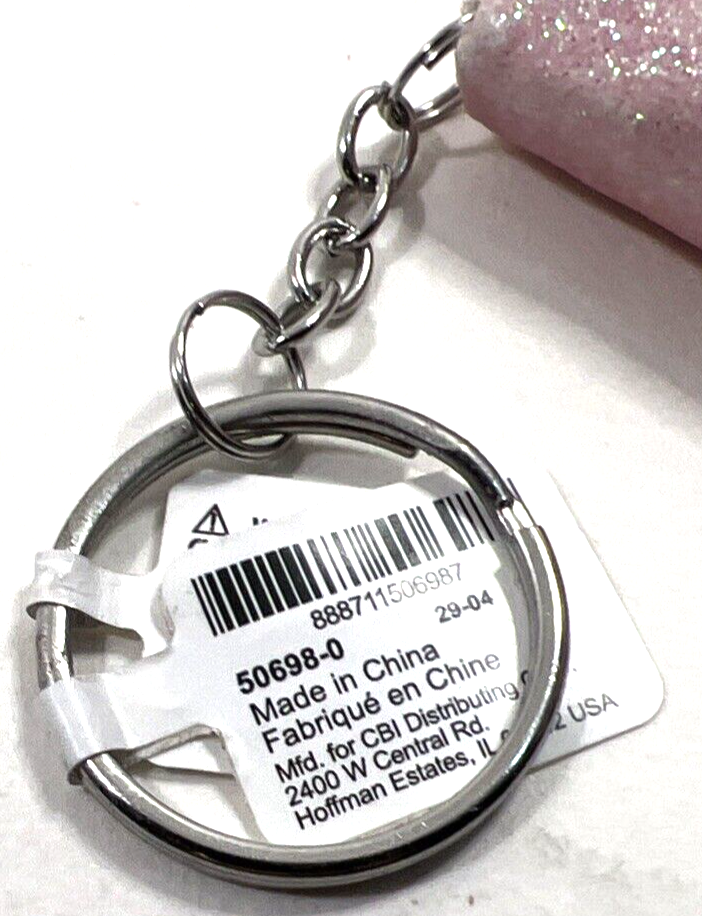 888711506987
29-04
50698-0
Made in China
Fabriqué en Chine
Mfd. for CBI Distributing
2400 W Central Rd.
Hoffman Estates, IL USA